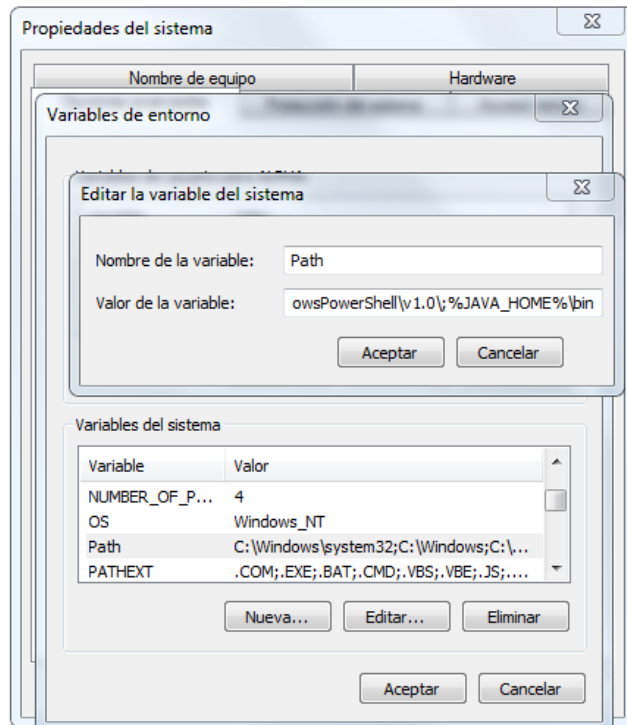 Propiedades del sistema
Nombre de equipo Hardware
Variables de entorno
Editar la variable del sistema
Nombre de la variable: Path
Valor de la variable: owsPowerShell\v1.0\;%JAVA_HOME%\bin
Aceptar Cancelar
Variables del sistema
Variable Valor
NUMBER_OF_P... 4
OS Windows_NT
Path C:\Windows\system32;C:\Windows;C:\...
PATHEXT .COM;.EXE;.BAT;.CMD;.VBS;.VBE;.JS;....
Nueva... Editar... Eliminar
Aceptar Cancelar